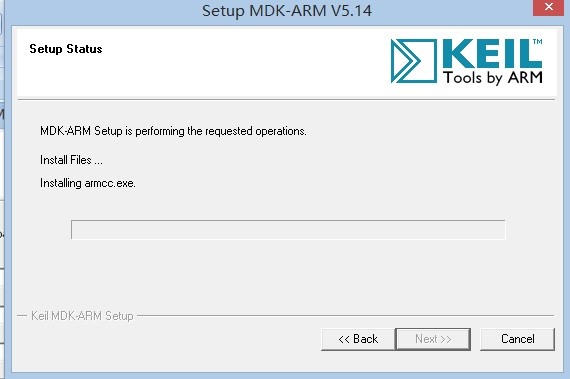 Setup MDK-ARM V5.14
Setup Status
KEIL™
Tools by ARM
MDK-ARM Setup is performing the requested operations.
Install Files ...
Installing armcc.exe.
Keil MDK-ARM Setup
<< Back
Next >>
Cancel